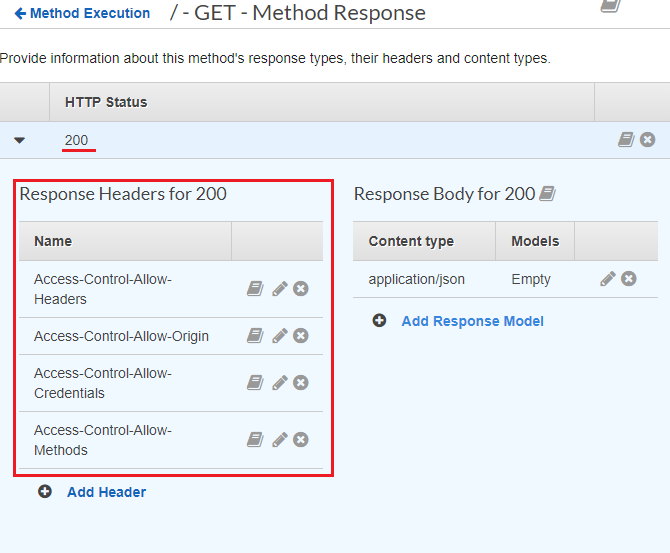 Method Execution / - GET - Method Response
Provide information about this method's response types, their headers and content types.
HTTP Status
200
Response Headers for 200
Name
Access-Control-Allow-
Headers
Access-Control-Allow-Origin
Access-Control-Allow-
Credentials
Access-Control-Allow-
Methods
Add Header
Response Body for 200
Content type Models
application/json Empty
Add Response Model